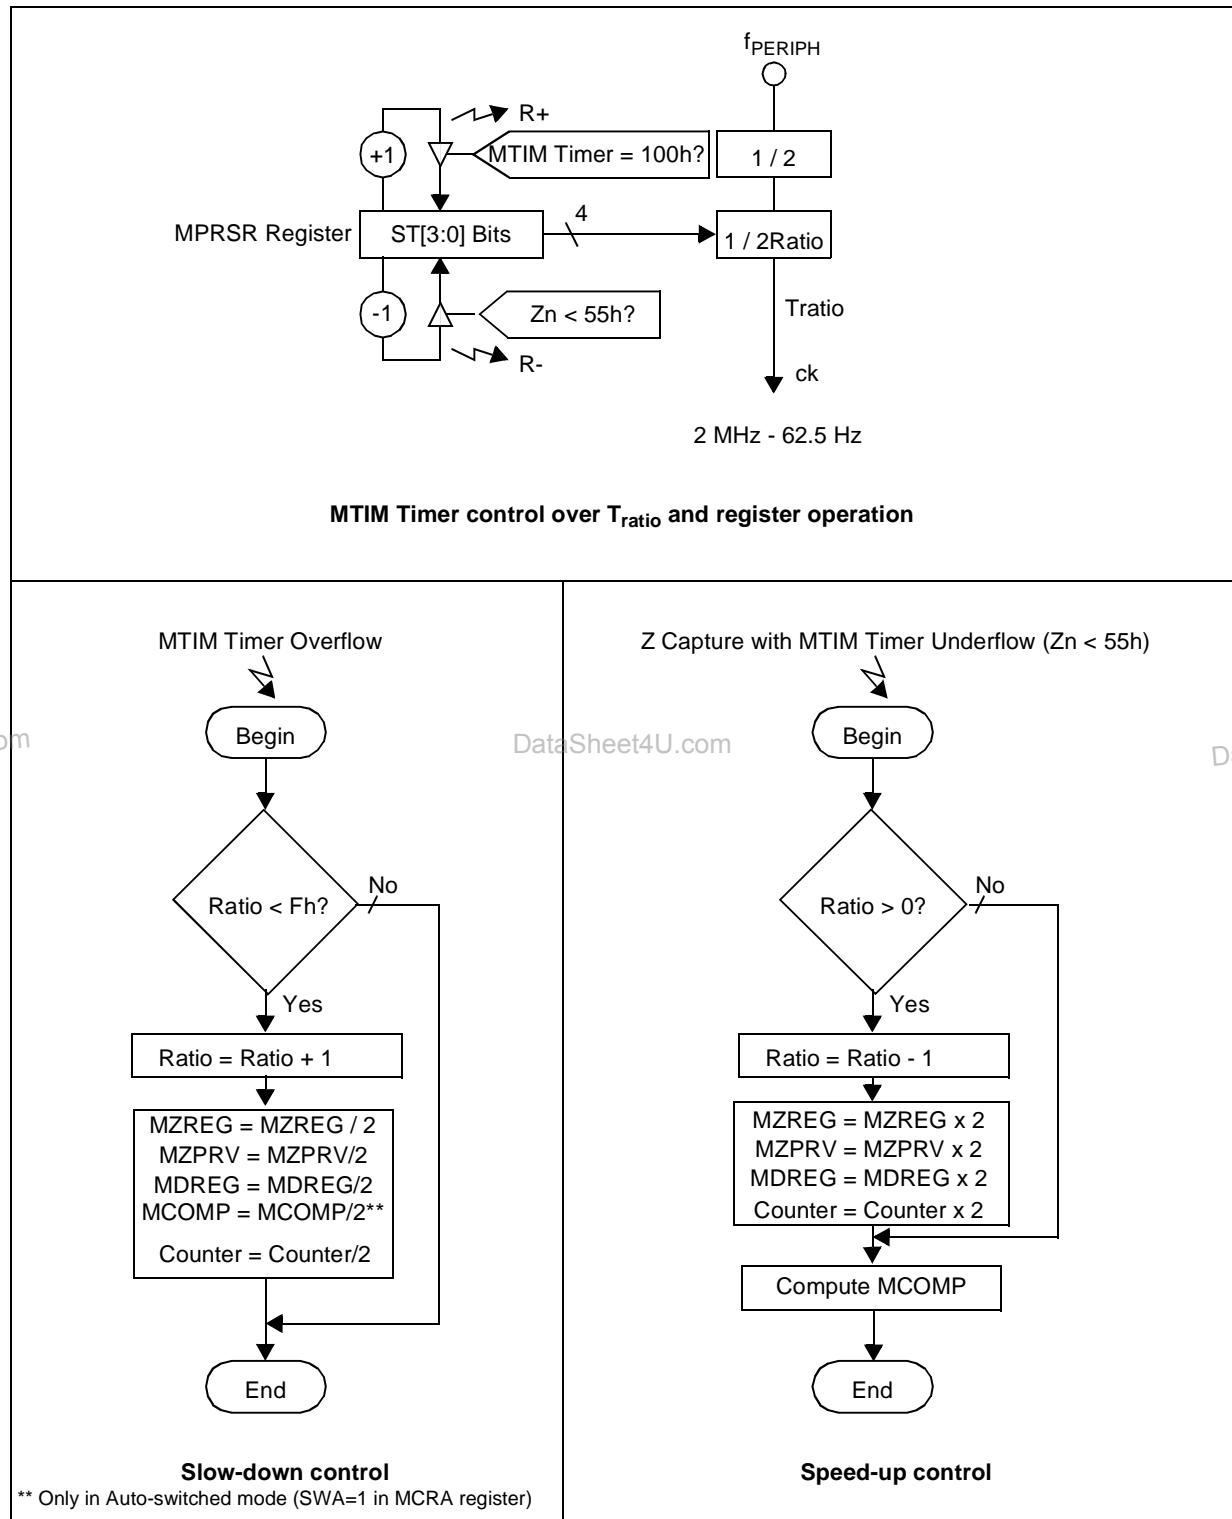 fPERIPH
R+
+1
MTIM Timer = 100h?
1 / 2
4
MPRSR Register
ST[3:0] Bits
1 / 2Ratio
-1
Zn < 55h?
Tratio
R-
ck
2 MHz - 62.5 Hz
MTIM Timer control over Tratio and register operation
MTIM Timer Overflow
Begin
Ratio < Fh?
No
Yes
Ratio = Ratio + 1
MZREG = MZREG / 2
MZPRV = MZPRV/2
MDREG = MDREG/2
MCOMP = MCOMP/2**
Counter = Counter/2
End
Slow-down control
** Only in Auto-switched mode (SWA=1 in MCRA register)
Z Capture with MTIM Timer Underflow (Zn < 55h)
Begin
Ratio > 0?
No
Yes
Ratio = Ratio - 1
MZREG = MZREG x 2
MZPRV = MZPRV x 2
MDREG = MDREG x 2
Counter = Counter x 2
Compute MCOMP
End
Speed-up control
om
DataSheet4U.com
D